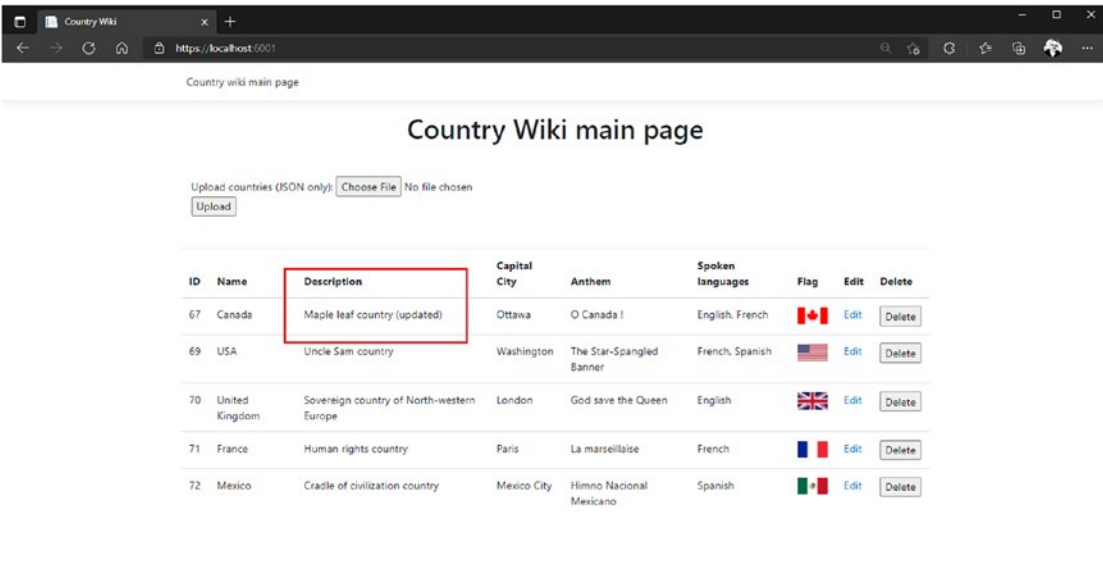 Country Wiki
https://localhost:6001
Country wiki main page
Country Wiki main page
Upload countries (JSON only): Choose File No file chosen
Upload
ID Name Description Capital City Anthem Spoken languages Flag Edit Delete
67 Canada Maple leaf country (updated) Ottawa O Canada ! English, French Edit Delete
69 USA Uncle Sam country Washington The Star-Spangled Banner French, Spanish Edit Delete
70 United Kingdom Sovereign country of North-western Europe London God save the Queen English Edit Delete
71 France Human rights country Paris La marseillaise French Edit Delete
72 Mexico Cradle of civilization country Mexico City Himno Nacional Mexicano Spanish Edit Delete